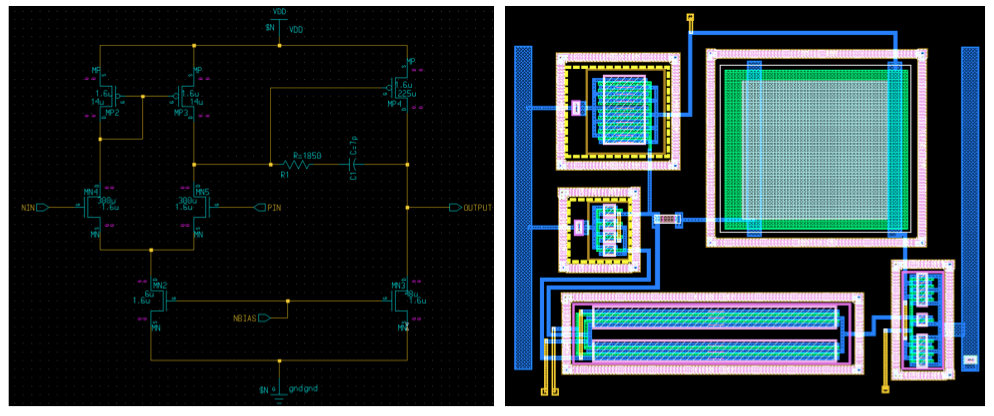 VDD
$N
VDD
MP
MP
MP
1.6u
14u
MP2
1.6u
14u
MP3
1.6u
225u
MP4
R=1850
R1
C=7p
C1
MN4
300u
1.6u
MN
NIN
MN5
300u
1.6u
MN
PIN
OUTPUT
MN2
6u
1.6u
MN
NBIAS
MN3
1.6u
MN
$N
gndgnd